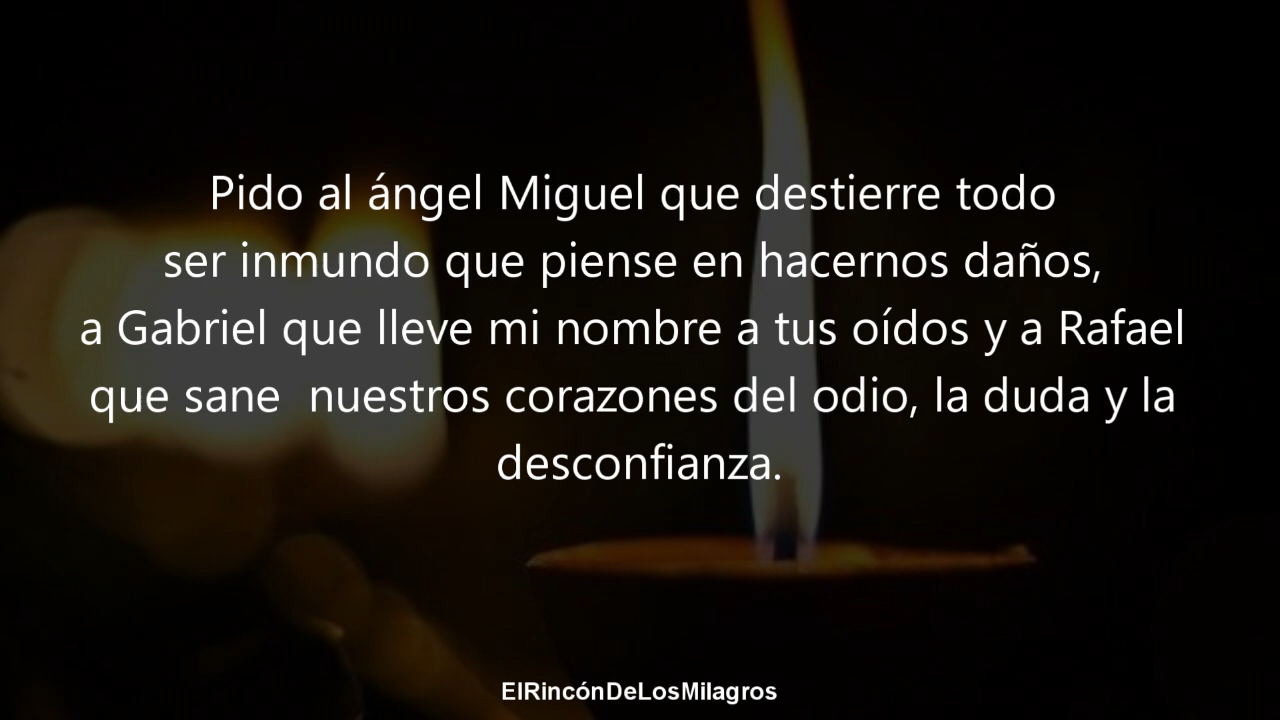 Pido al ángel Miguel que destierre todo
ser inmundo que piense en hacernos daños,
a Gabriel que lleve mi nombre a tus oídos y a Rafael
que sane  nuestros corazones del odio, la duda y la
desconfianza.
ElRincónDeLosMilagros